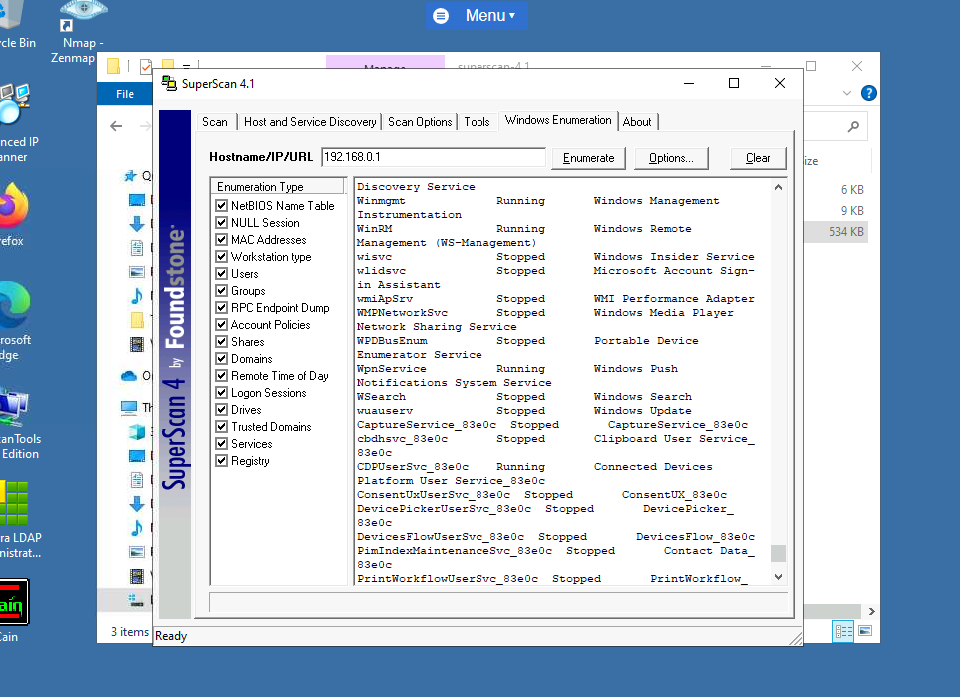 Menu
cle Bin
Nmap -
Zenmap
Manage
superscan-4.1
File
SuperScan 4.1
Scan
Host and Service Discovery
Scan Options
Tools
Windows Enumeration
About
Hostname/IP/URL
192.168.0.1
Enumerate
Options...
Clear
Enumeration Type
NetBIOS Name Table
NULL Session
MAC Addresses
Workstation type
Users
Groups
RPC Endpoint Dump
Account Policies
Shares
Domains
Remote Time of Day
Logon Sessions
Drives
Trusted Domains
Services
Registry
Discovery Service
Winmgmt Running Windows Management
Instrumentation
WinRM Running Windows Remote
Management (WS-Management)
wisvc Stopped Windows Insider Service
wlidsvc Stopped Microsoft Account Sign-
in Assistant
wmiApSrv Stopped WMI Performance Adapter
WMPNetworkSvc Stopped Windows Media Player
Network Sharing Service
WPDBusEnum Stopped Portable Device
Enumerator Service
WpnService Running Windows Push
Notifications System Service
WSearch Stopped Windows Search
wuauserv Stopped Windows Update
CaptureService_83e0c Stopped CaptureService_83e0c
cbdhsvc_83e0c Stopped Clipboard User Service_
83e0c
CDPUserSvc_83e0c Running Connected Devices
Platform User Service_83e0c
ConsentUxUserSvc_83e0c Stopped ConsentUX_83e0c
DevicePickerUserSvc_83e0c Stopped DevicePicker_
83e0c
DevicesFlowUserSvc_83e0c Stopped DevicesFlow_83e0c
PimIndexMaintenanceSvc_83e0c Stopped Contact Data_
83e0c
PrintWorkflowUserSvc_83e0c Stopped PrintWorkflow_
SuperScan 4 by Foundstone
Ready
ize
6 KB
9 KB
534 KB
3 items
nced IP
anner
refox
rosoft
dge
canTools
Edition
ra LDAP
nistrat...
ain
Cain